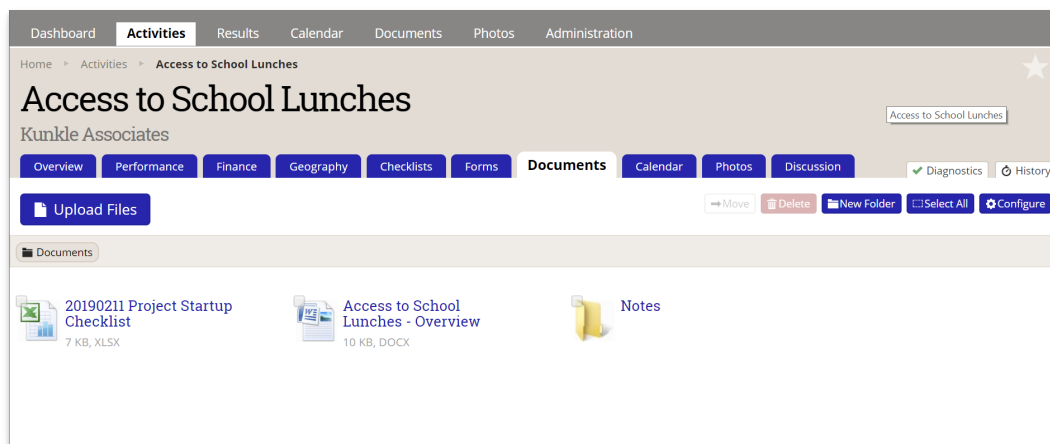 Dashboard Activities Results Calendar Documents Photos Administration
Home Activities Access to School Lunches
Access to School Lunches
Access to School Lunches
Kunkle Associates
Overview Performance Finance Geography Checklists Forms Documents Calendar Photos Discussion
Diagnostics History
Upload Files
Move Delete New Folder Select All Configure
Documents
20190211 Project Startup
Checklist
7 KB, XLSX
Access to School
Lunches - Overview
10 KB, DOCX
Notes